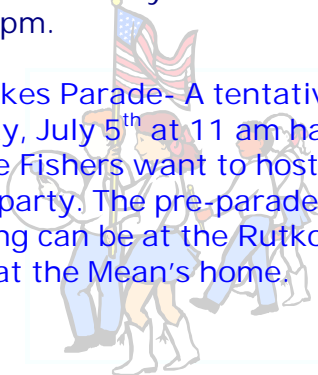 pm.
kes Parade- A tentativ
y, July 5th at 11 am ha
e Fishers want to host
party. The pre-parade
ng can be at the Rutko
at the Mean's home.